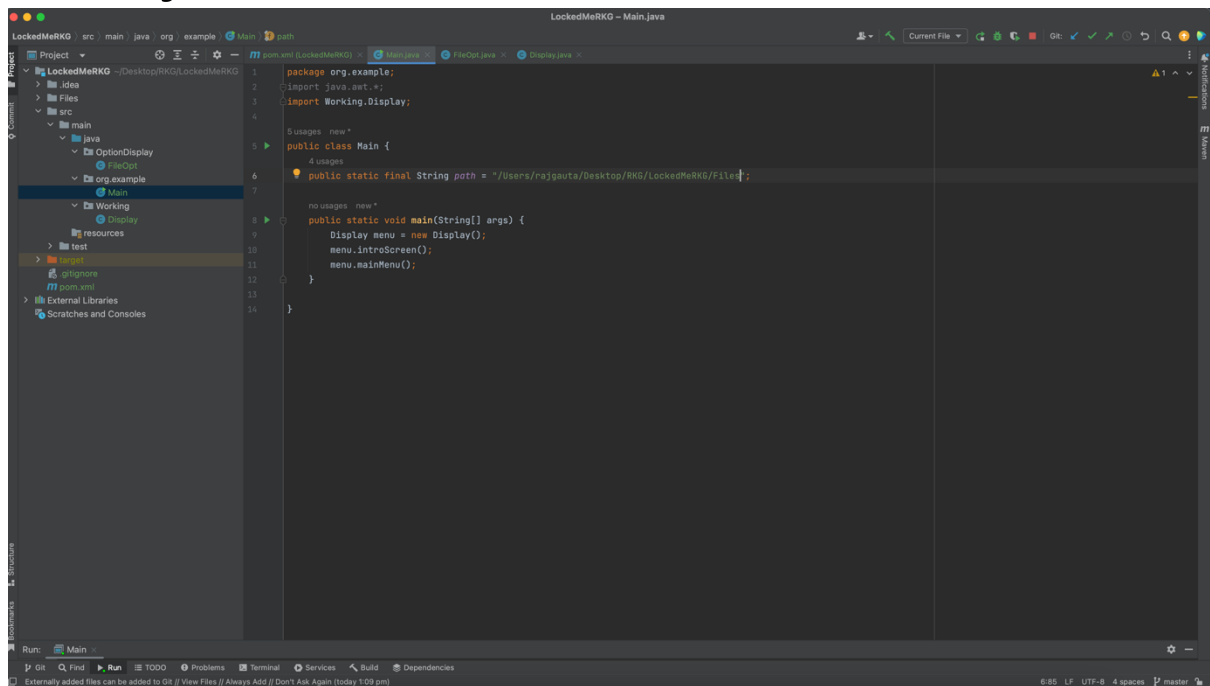 LockedMeRKG – Main.java
LockedMeRKG src main java org example Main path
Current File
Git:
Project
pom.xml (LockedMeRKG)
Main.java
FileOpt.java
Display.java
LockedMeRKG ~/Desktop/RKG/LockedMeRKG
.idea
Files
src
main
java
OptionDisplay
FileOpt
org.example
Main
Working
Display
resources
test
target
.gitignore
pom.xml
External Libraries
Scratches and Consoles
1 package org.example;
2 import java.awt.*;
3 import Working.Display;
4
5 usages new *
5 public class Main {
4 usages
6 public static final String path = "/Users/rajgauta/Desktop/RKG/LockedMeRKG/Files";
7
no usages new *
8 public static void main(String[] args) {
9 Display menu = new Display();
10 menu.introScreen();
11 menu.mainMenu();
12 }
13
14 }
1
Project
Commit
Structure
Bookmarks
Notifications
Maven
Run: Main
Git Find Run TODO Problems Terminal Services Build Dependencies
Externally added files can be added to Git // View Files // Always Add // Don't Ask Again (today 1:09 pm)
6:85 LF UTF-8 4 spaces master